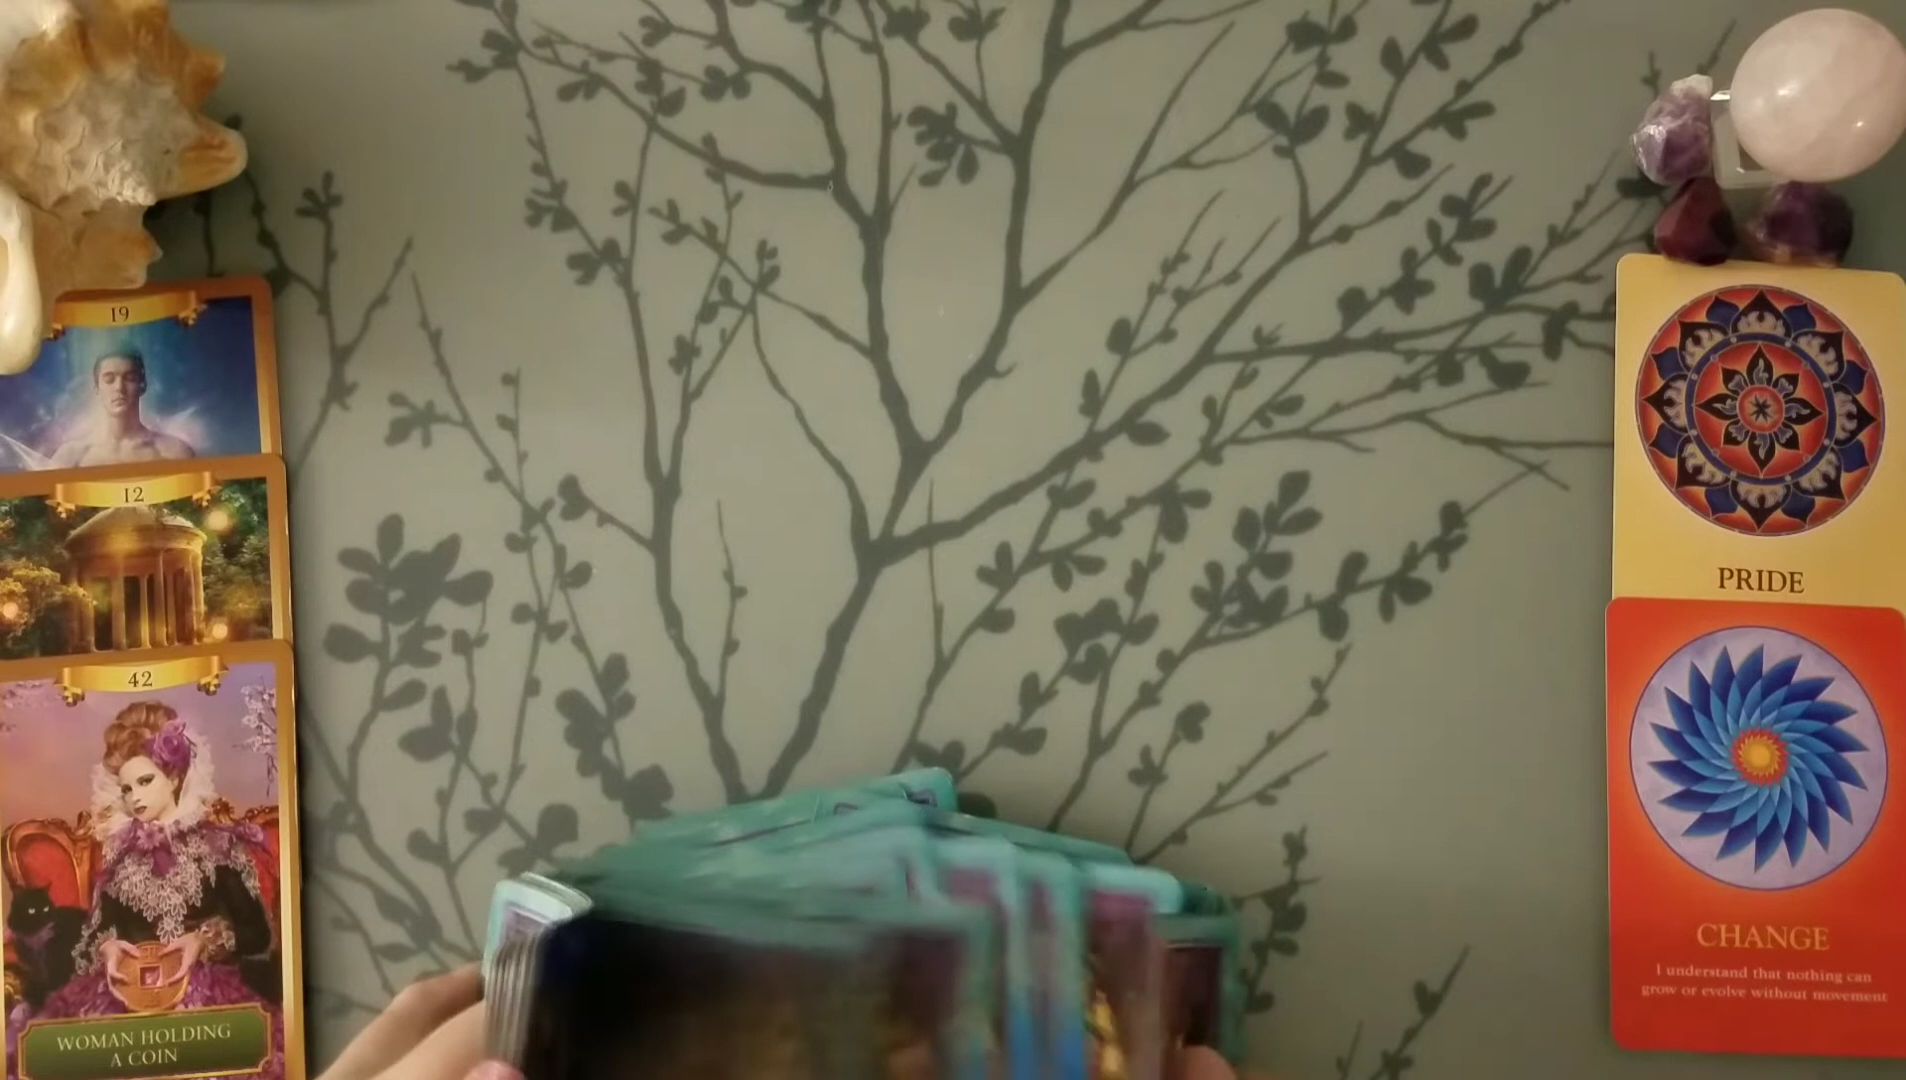 19
12
42
WOMAN HOLDING
A COIN
PRIDE
CHANGE
I understand that nothing can
grow or evolve without movement